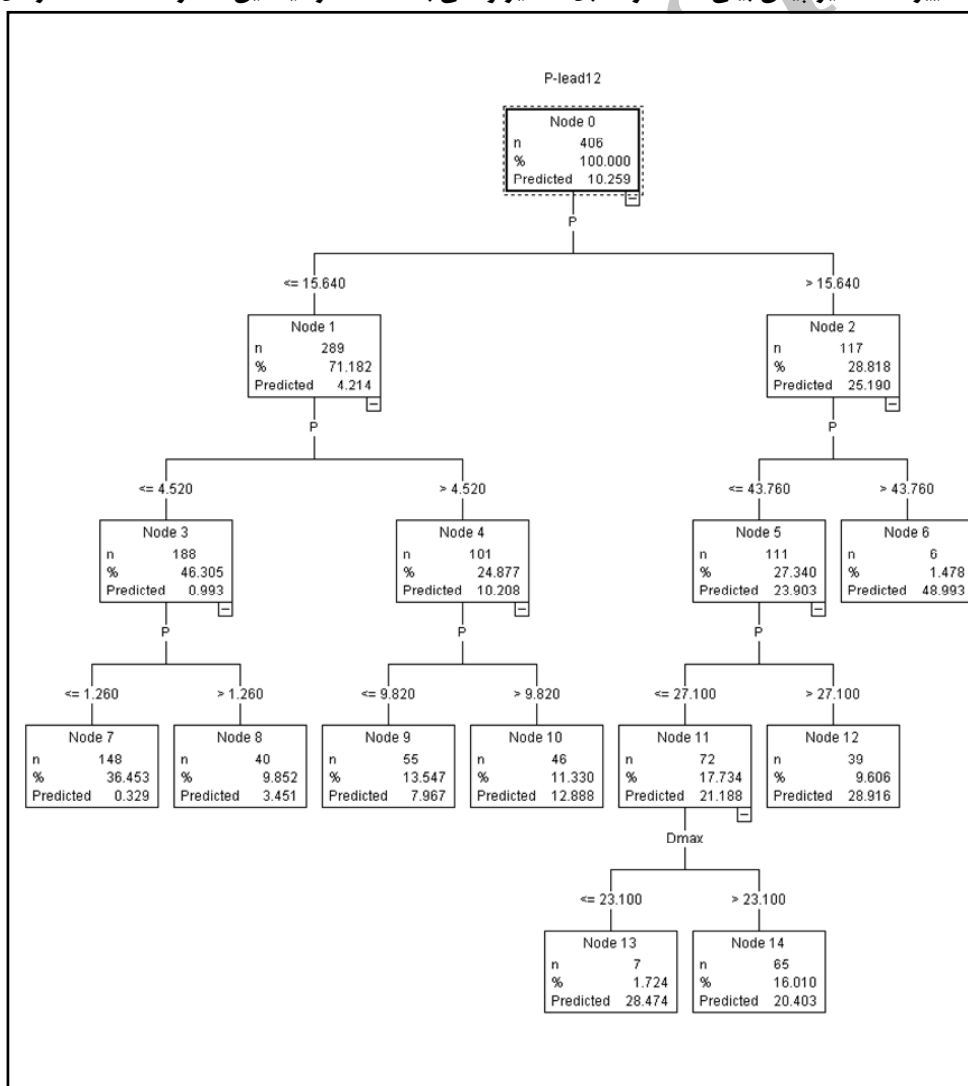 P-lead12
Node 0
n 406
% 100.000
Predicted 10.259
P
<= 15.640 > 15.640
Node 1
n 289
% 71.182
Predicted 4.214
Node 2
n 117
% 28.818
Predicted 25.190
P
P
<= 4.520 > 4.520
<= 43.760 > 43.760
Node 3
n 188
% 46.305
Predicted 0.993
Node 4
n 101
% 24.877
Predicted 10.208
Node 5
n 111
% 27.340
Predicted 23.903
Node 6
n 6
% 1.478
Predicted 48.993
P
P
P
<= 1.260 > 1.260
<= 9.820 > 9.820
<= 27.100 > 27.100
Node 7
n 148
% 36.453
Predicted 0.329
Node 8
n 40
% 9.852
Predicted 3.451
Node 9
n 55
% 13.547
Predicted 7.967
Node 10
n 46
% 11.330
Predicted 12.888
Node 11
n 72
% 17.734
Predicted 21.188
Node 12
n 39
% 9.606
Predicted 28.916
Dmax
<= 23.100 > 23.100
Node 13
n 7
% 1.724
Predicted 28.474
Node 14
n 65
% 16.010
Predicted 20.403